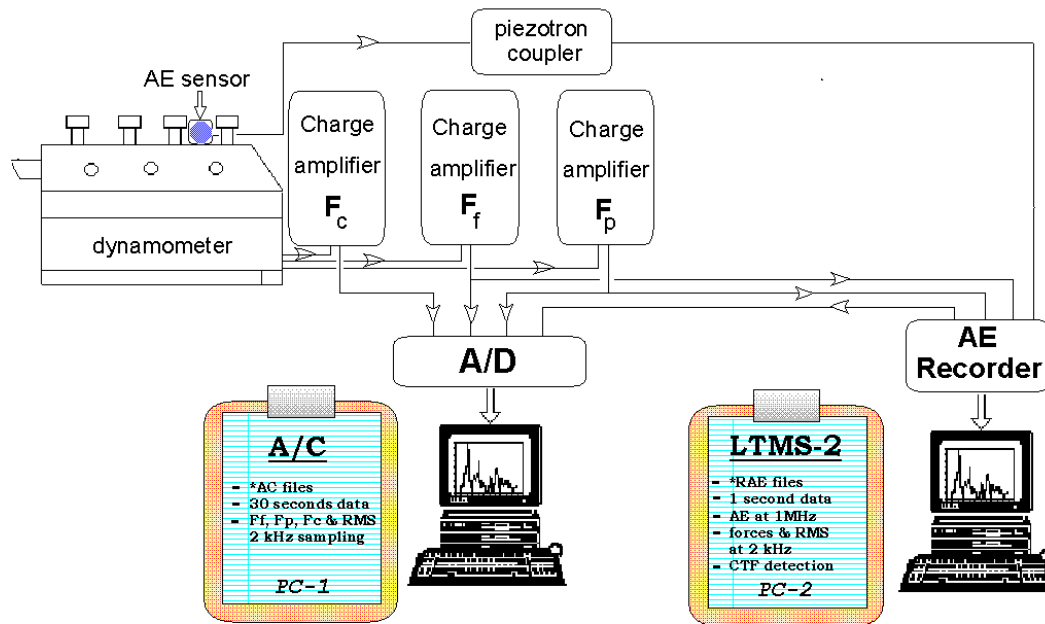 piezotron
coupler
AE sensor
Charge
amplifier
Fc
Charge
amplifier
Ff
Charge
amplifier
Fp
dynamometer
A/D
AE
Recorder
A/C
- *AC files
- 30 seconds data
- Ff, Fp, Fc & RMS
2 kHz sampling
PC-1
LTMS-2
- *RAE files
- 1 second data
- AE at 1MHz
- forces & RMS
at 2 kHz
- CTF detection
PC-2